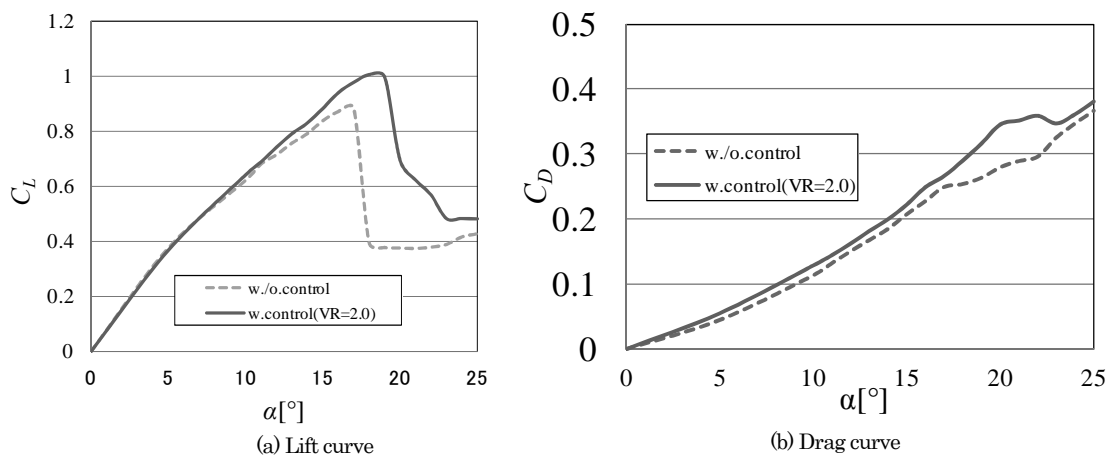 1.2
1
0.8
0.6
0.4
0.2
0
C_L
w./o.control
w.control(VR=2.0)
0 5 10 15 20 25
α[°]
(a) Lift curve
0.5
0.4
0.3
0.2
0.1
0
C_D
w./o.control
w.control(VR=2.0)
0 5 10 15 20 25
α[°]
(b) Drag curve